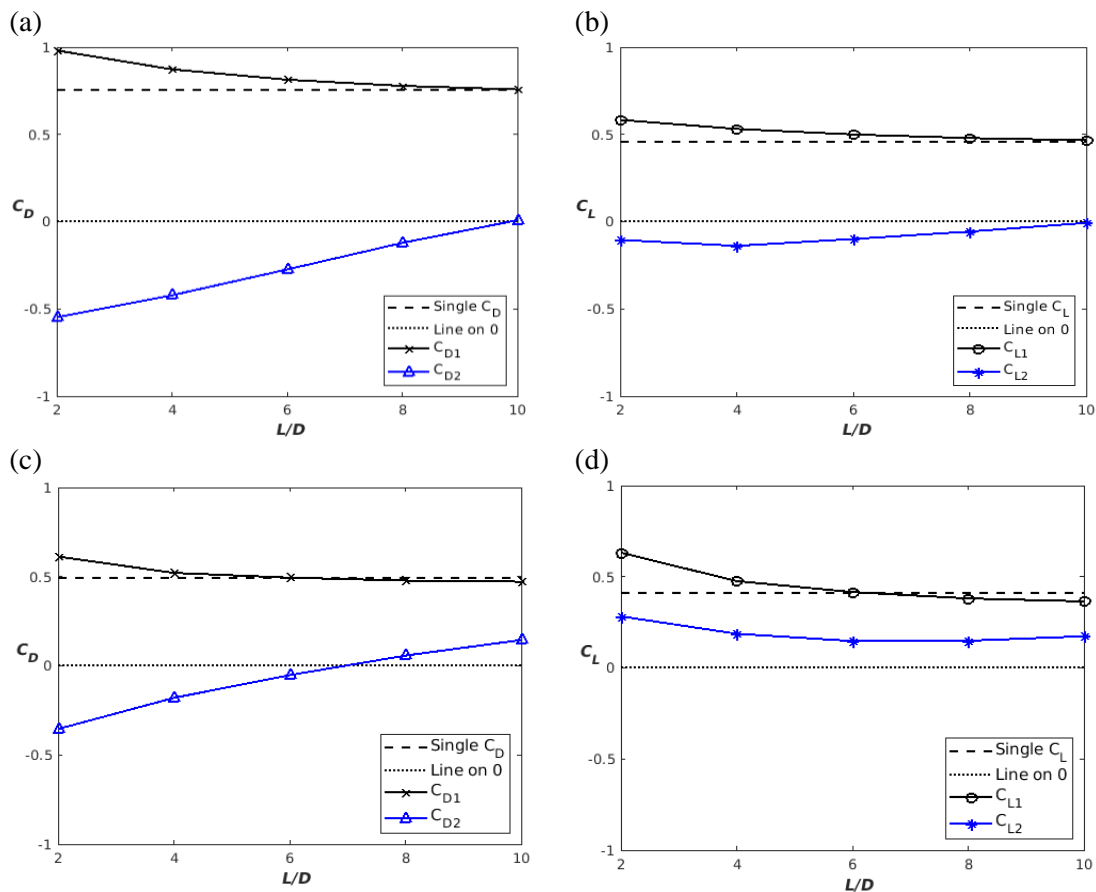 (a)
1
0.5
0
-0.5
-1
C_D
2 4 6 8 10
L/D
Single C_D
Line on 0
C_D1
C_D2
(b)
1
0.5
0
-0.5
-1
C_L
2 4 6 8 10
L/D
Single C_L
Line on 0
C_L1
C_L2
(c)
1
0.5
0
-0.5
-1
C_D
2 4 6 8 10
L/D
Single C_D
Line on 0
C_D1
C_D2
(d)
1
0.5
0
-0.5
-1
C_L
2 4 6 8 10
L/D
Single C_L
Line on 0
C_L1
C_L2